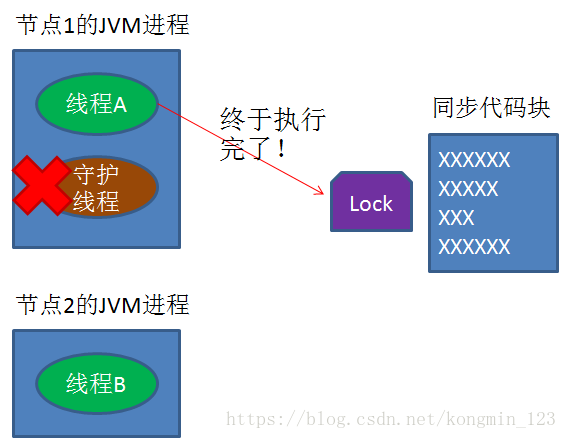 节点1的JVM进程
线程A
守护
线程
终于执行
完了！
Lock
同步代码块
XXXXXX
XXXXX
XXX
XXXXXX
节点2的JVM进程
线程B
https://blog.csdn.net/kongmin_123